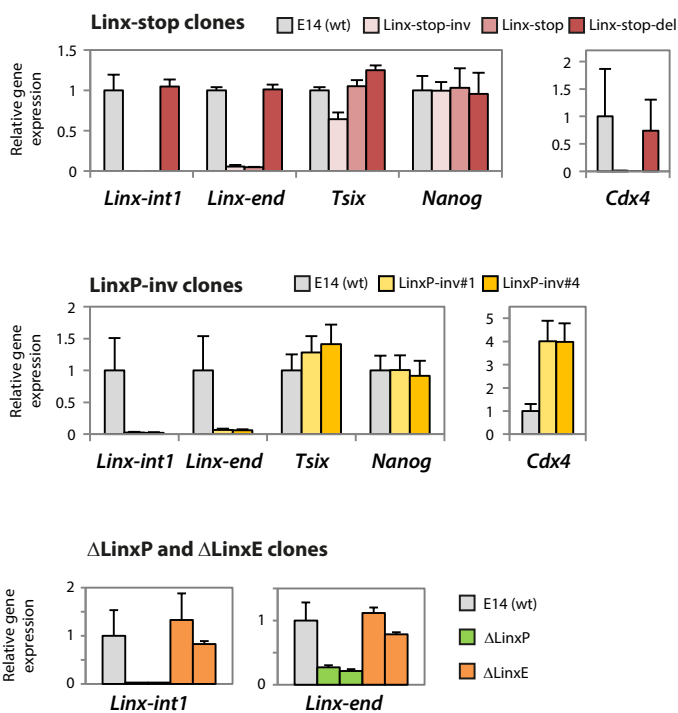 Linx-stop clones
E14 (wt) Linx-stop-inv Linx-stop Linx-stop-del
Relative gene
expression
1.5
1
0.5
0
Linx-int1 Linx-end Tsix Nanog
2
1.5
1
0.5
0
Cdx4
LinxP-inv clones
E14 (wt) LinxP-inv#1 LinxP-inv#4
Relative gene
expression
2
1.5
1
0.5
0
Linx-int1 Linx-end Tsix Nanog
5
4
3
2
1
0
Cdx4
ΔLinxP and ΔLinxE clones
Relative gene
expression
2
1
0
Linx-int1
1
0
Linx-end
E14 (wt)
ΔLinxP
ΔLinxE